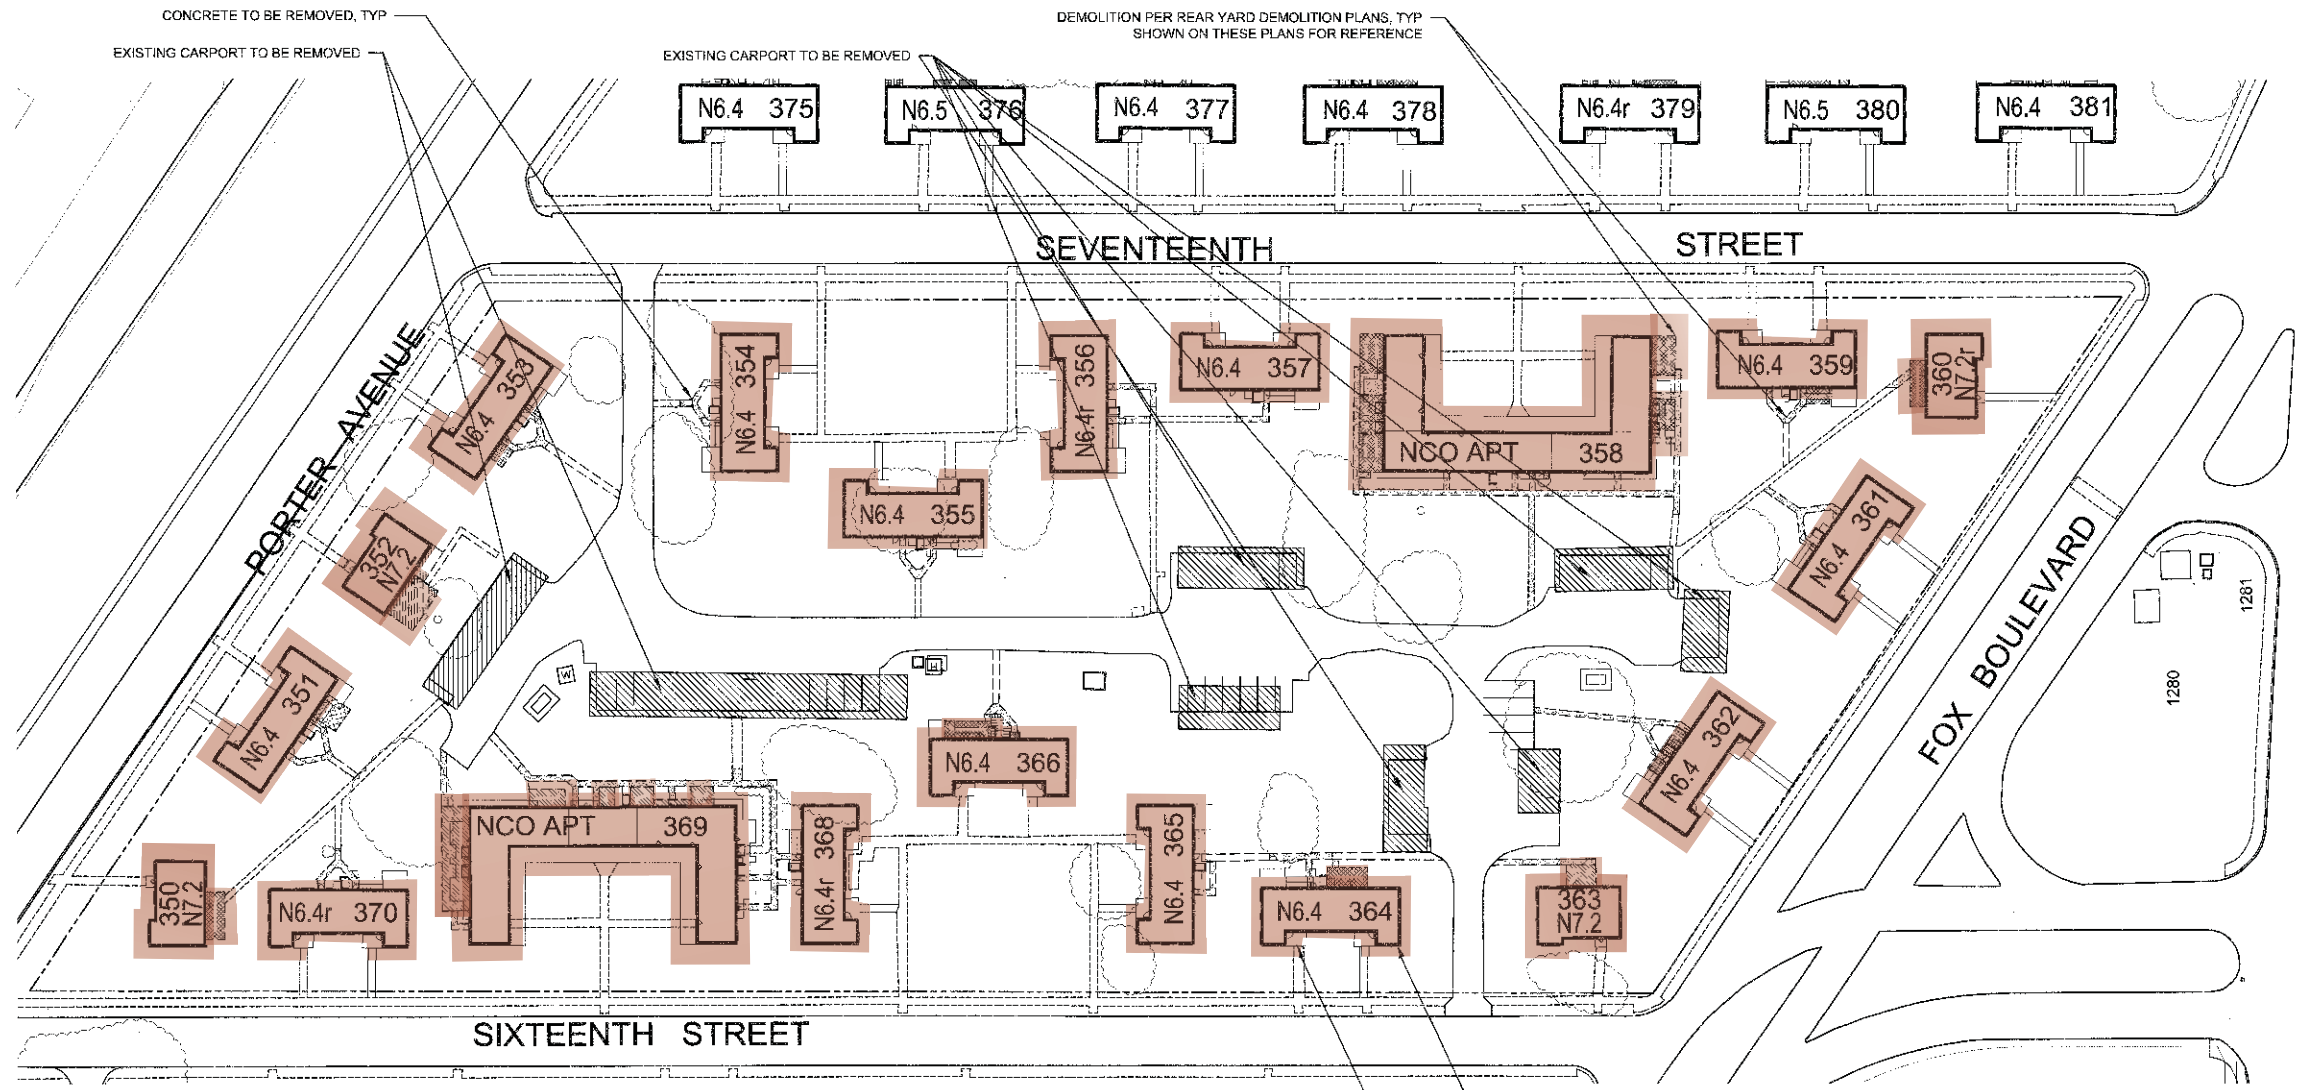 CONCRETE TO BE REMOVED, TYP
EXISTING CARPORT TO BE REMOVED
EXISTING CARPORT TO BE REMOVED
DEMOLITION PER REAR YARD DEMOLITION PLANS, TYP
SHOWN ON THESE PLANS FOR REFERENCE
N6.4 375
N6.5 376
N6.4 377
N6.4 378
N6.4r 379
N6.5 380
N6.4 381
SEVENTEENTH STREET
PORTER AVENUE
N6.4 353
N6.4 354
N6.4 355
N6.4r 356
N6.4 357
NCO APT 358
N6.4 359
360
N7.2r
N6.4 361
352
N7.2
N6.4 351
W
H
N6.4 362
FOX BOULEVARD
1281
1280
N6.4 366
NCO APT 369
N6.4r 368
N6.4 365
350
N7.2
N6.4r 370
N6.4 364
363
N7.2
SIXTEENTH STREET